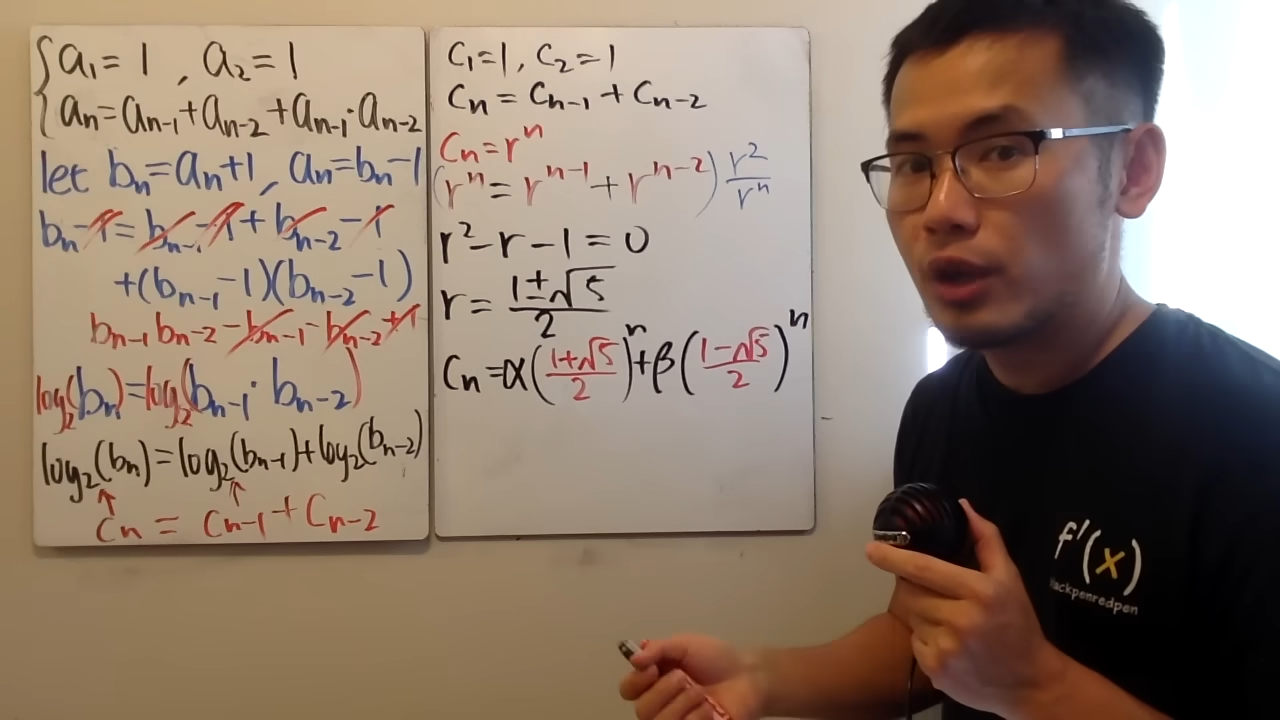 a₁ = 1 , a₂ = 1
aₙ = aₙ₋₁ + aₙ₋₂ + aₙ₋₁ · aₙ₋₂
let bₙ = aₙ + 1 , aₙ = bₙ − 1
bₙ − 1 = bₙ₋₁ − 1 + bₙ₋₂ − 1
+ (bₙ₋₁ − 1)(bₙ₋₂ − 1)
bₙ₋₁ bₙ₋₂ − bₙ₋₁ − bₙ₋₂ + 1
log₂(bₙ) = log₂(bₙ₋₁ · bₙ₋₂)
log₂(bₙ) = log₂(bₙ₋₁) + log₂(bₙ₋₂)
↑ ↑
cₙ = cₙ₋₁ + cₙ₋₂
c₁ = 1 , c₂ = 1
cₙ = cₙ₋₁ + cₙ₋₂
cₙ = rⁿ
(rⁿ = rⁿ⁻¹ + rⁿ⁻²) r²/rⁿ
r² − r − 1 = 0
r = (1 ± √5)/2
cₙ = α((1+√5)/2)ⁿ + β((1−√5)/2)ⁿ
f'(x)
blackpenredpen